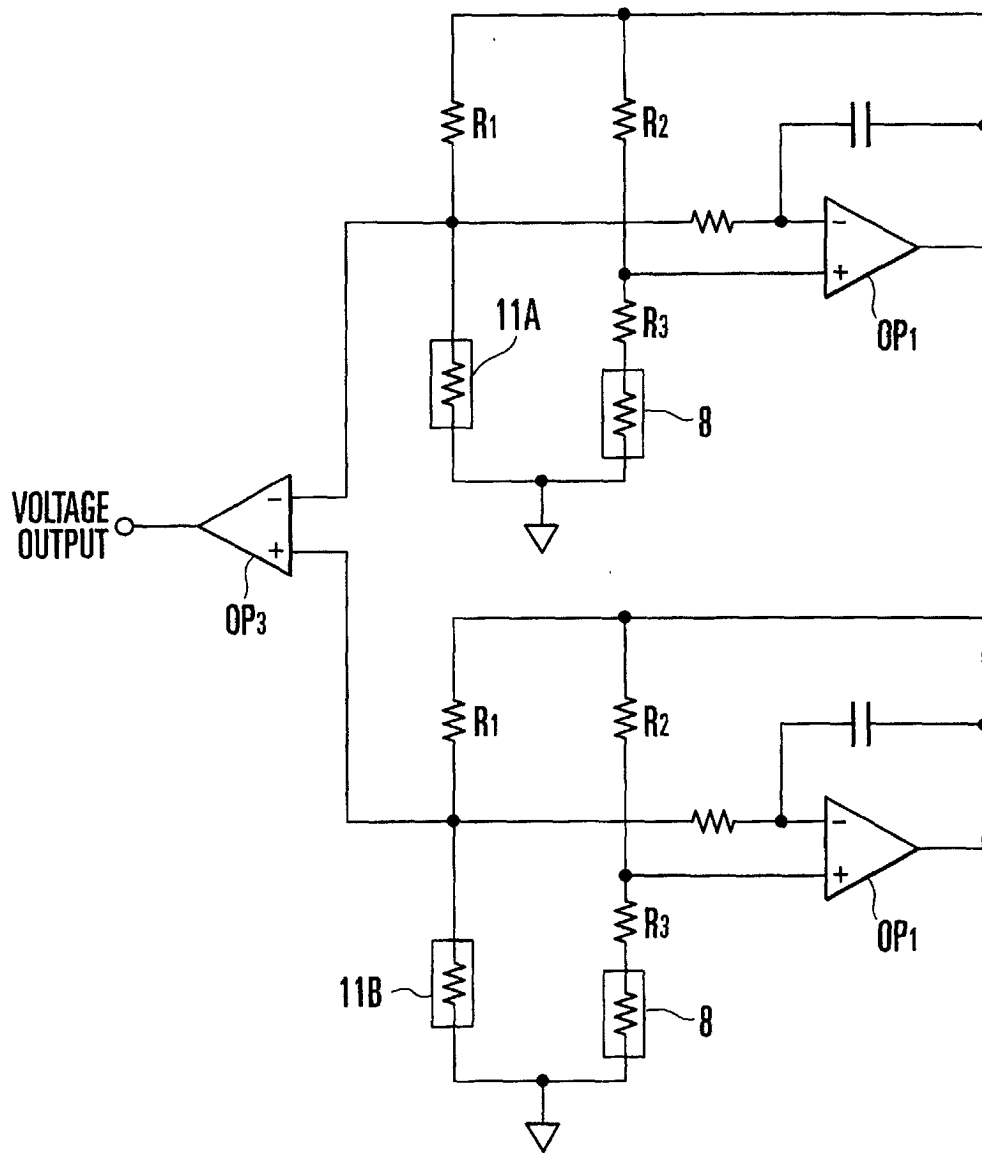 R1
R2
-
+
OP1
R3
11A
8
VOLTAGE
OUTPUT
-
+
OP3
R1
R2
-
+
OP1
R3
11B
8